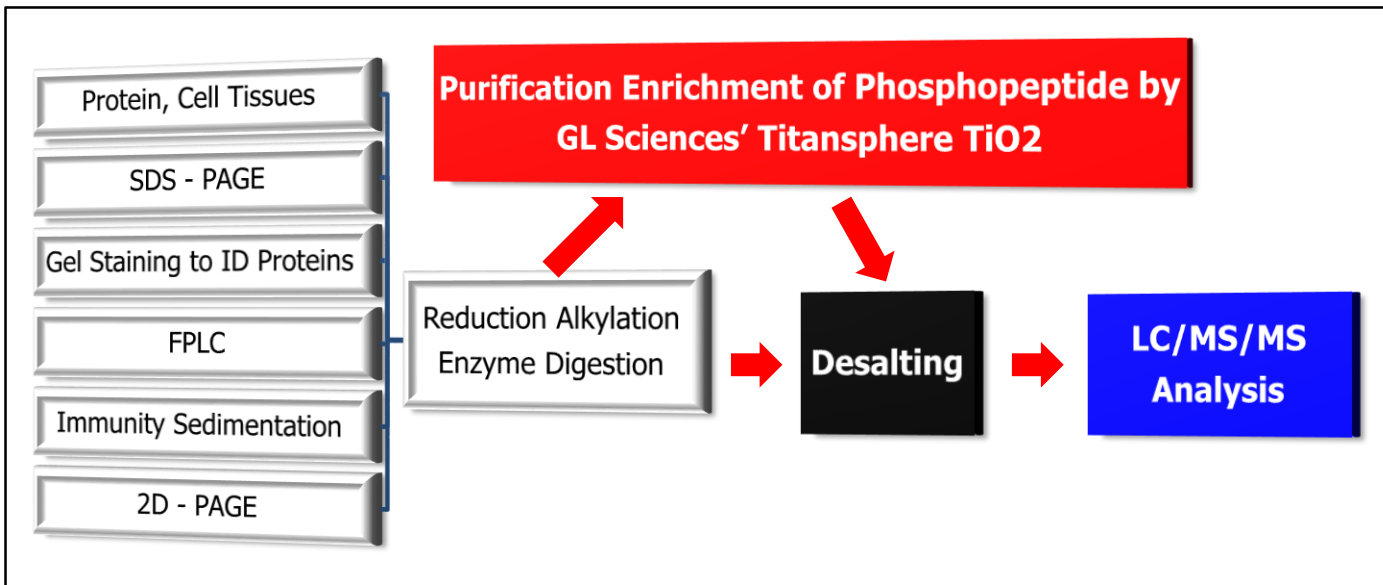 Protein, Cell Tissues
SDS - PAGE
Gel Staining to ID Proteins
FPLC
Immunity Sedimentation
2D - PAGE
Reduction Alkylation
Enzyme Digestion
Purification Enrichment of Phosphopeptide by
GL Sciences’ Titansphere TiO2
Desalting
LC/MS/MS
Analysis